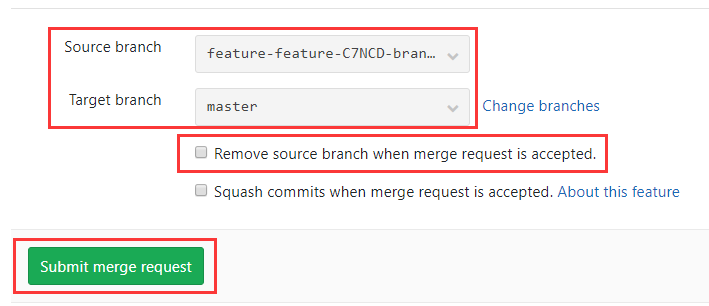 Source branch feature-feature-C7NCD-bran...
Target branch master Change branches
Remove source branch when merge request is accepted.
Squash commits when merge request is accepted. About this feature
Submit merge request